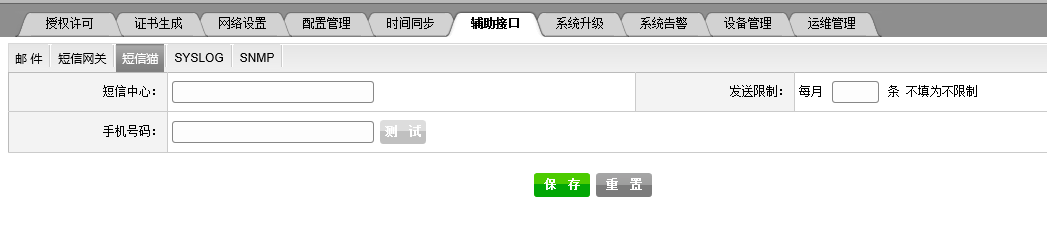 授权许可 证书生成 网络设置 配置管理 时间同步 辅助接口 系统升级 系统告警 设备管理 运维管理
邮 件 短信网关 短信猫 SYSLOG SNMP
短信中心： 发送限制： 每月 条 不填为不限制
手机号码： 测 试
保 存 重 置